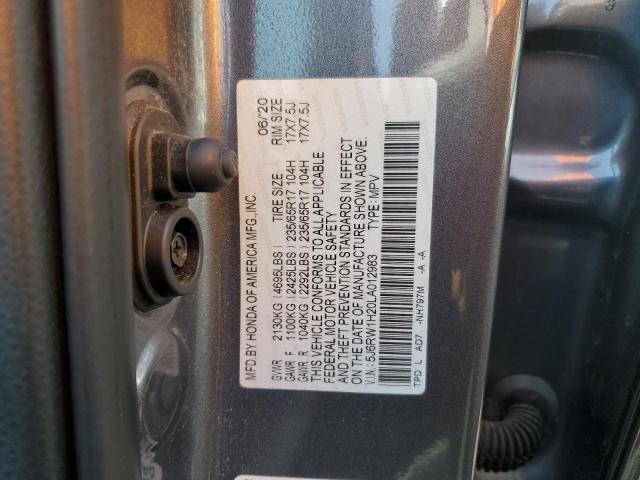 MFD.BY HONDA OF AMERICA MFG.,INC. 06/'20
TIRE SIZE RIM SIZE
GVWR 2130KG (4695LBS)
GAWR F 1100KG (2425LBS) 235/65R17 104H 17X7.5J
GAWR R 1040KG (2292LBS) 235/65R17 104H 17X7.5J
THIS VEHICLE CONFORMS TO ALL APPLICABLE
FEDERAL MOTOR VEHICLE SAFETY
AND THEFT PREVENTION STANDARDS IN EFFECT
ON THE DATE OF MANUFACTURE SHOWN ABOVE.
V.I.N.: 5J6RW1H20LA012983 TYPE: MPV
TPD L AD7 -NH797M -A -A